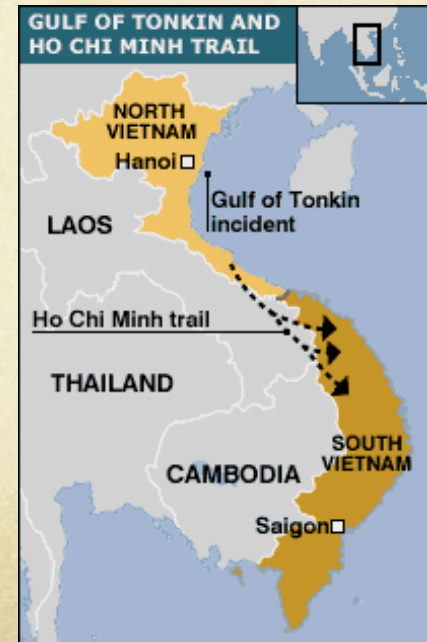 GULF OF TONKIN AND
HO CHI MINH TRAIL
NORTH
VIETNAM
Hanoi
Gulf of Tonkin
incident
LAOS
Ho Chi Minh trail
THAILAND
SOUTH
VIETNAM
CAMBODIA
Saigon